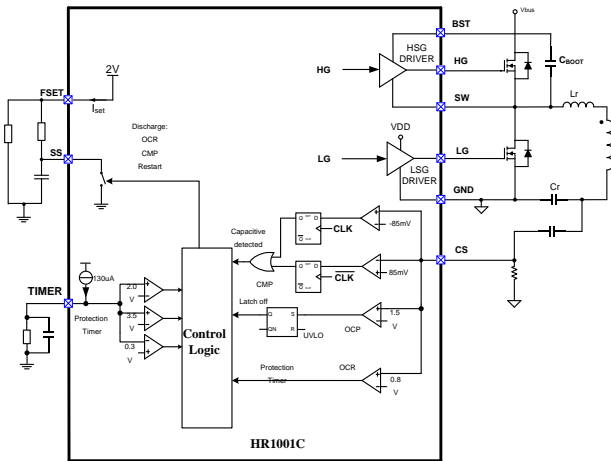 Vbus
BST
HSG
DRIVER
HG
HG
CBOOT
2V
FSET
Iset
SW
Lr
Discharge:
OCR
CMP
Restart
SS
VDD
LG
LG
LSG
DRIVER
GND
Cr
Capacitive
detected
Q D
Q
CLK
-85mV
CS
Q D
Q
CLK
85mV
CMP
130uA
TIMER
2.0
V
Protection
Timer
3.5
V
0.3
V
Control
Logic
Latch off
Q S
QN R
UVLO
OCP
1.5
V
Protection
Timer
OCR
0.8
V
HR1001C